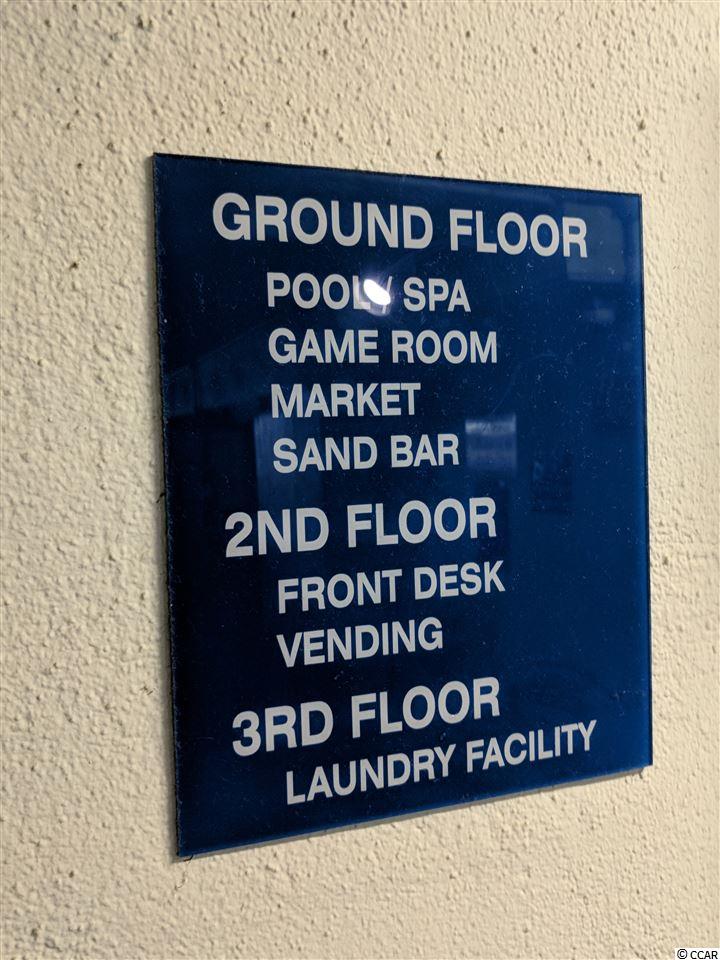 GROUND FLOOR
POOL / SPA
GAME ROOM
MARKET
SAND BAR
2ND FLOOR
FRONT DESK
VENDING
3RD FLOOR
LAUNDRY FACILITY
© CCAR